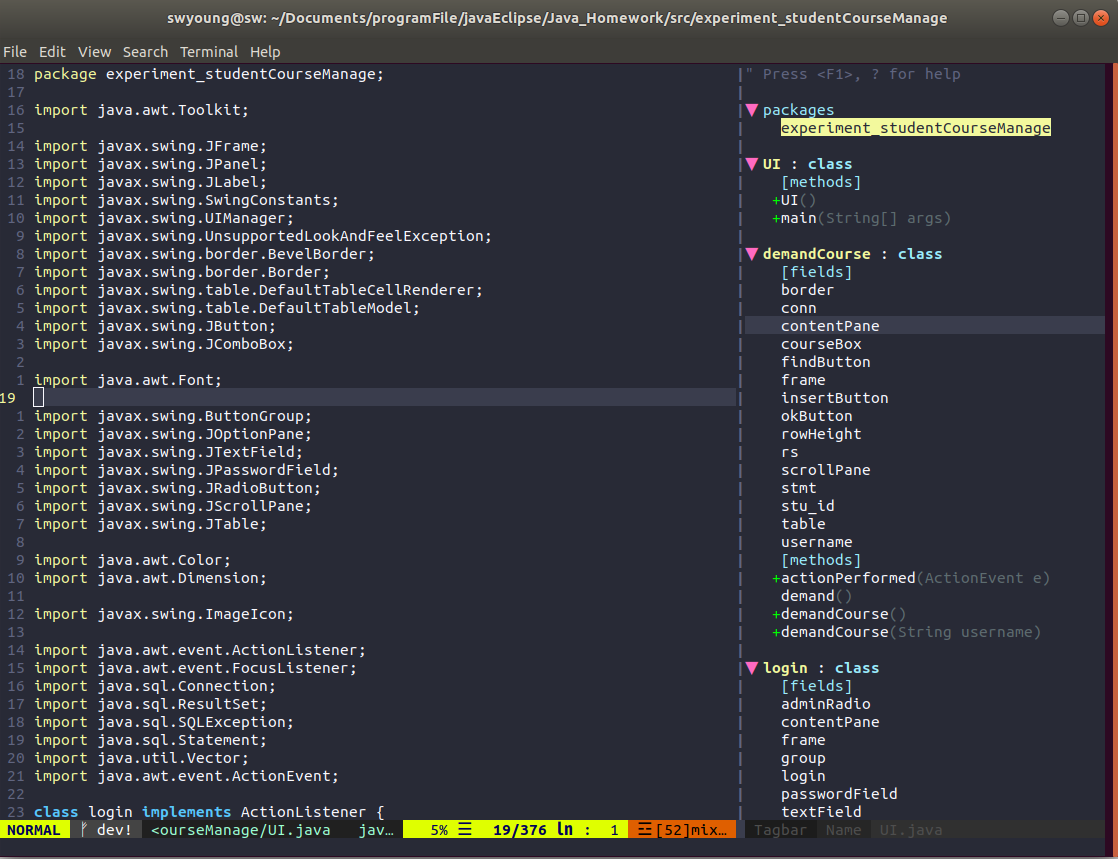 swyoung@sw: ~/Documents/programFile/javaEclipse/Java_Homework/src/experiment_studentCourseManage
File Edit View Search Terminal Help
18 package experiment_studentCourseManage;
17
16 import java.awt.Toolkit;
15
14 import javax.swing.JFrame;
13 import javax.swing.JPanel;
12 import javax.swing.JLabel;
11 import javax.swing.SwingConstants;
10 import javax.swing.UIManager;
9 import javax.swing.UnsupportedLookAndFeelException;
8 import javax.swing.border.BevelBorder;
7 import javax.swing.border.Border;
6 import javax.swing.table.DefaultTableCellRenderer;
5 import javax.swing.table.DefaultTableModel;
4 import javax.swing.JButton;
3 import javax.swing.JComboBox;
2
1 import java.awt.Font;
19
1 import javax.swing.ButtonGroup;
2 import javax.swing.JOptionPane;
3 import javax.swing.JTextField;
4 import javax.swing.JPasswordField;
5 import javax.swing.JRadioButton;
6 import javax.swing.JScrollPane;
7 import javax.swing.JTable;
8
9 import java.awt.Color;
10 import java.awt.Dimension;
11
12 import javax.swing.ImageIcon;
13
14 import java.awt.event.ActionListener;
15 import java.awt.event.FocusListener;
16 import java.sql.Connection;
17 import java.sql.ResultSet;
18 import java.sql.SQLException;
19 import java.sql.Statement;
20 import java.util.Vector;
21 import java.awt.event.ActionEvent;
22
23 class login implements ActionListener {
NORMAL dev! <ourseManage/UI.java jav… 5% ☰ 19/376 ln : 1 ☲[52]mix…
" Press <F1>, ? for help
▼ packages
experiment_studentCourseManage
▼ UI : class
[methods]
+UI()
+main(String[] args)
▼ demandCourse : class
[fields]
border
conn
contentPane
courseBox
findButton
frame
insertButton
okButton
rowHeight
rs
scrollPane
stmt
stu_id
table
username
[methods]
+actionPerformed(ActionEvent e)
demand()
+demandCourse()
+demandCourse(String username)
▼ login : class
[fields]
adminRadio
contentPane
frame
group
login
passwordField
textField
Tagbar Name UI.java